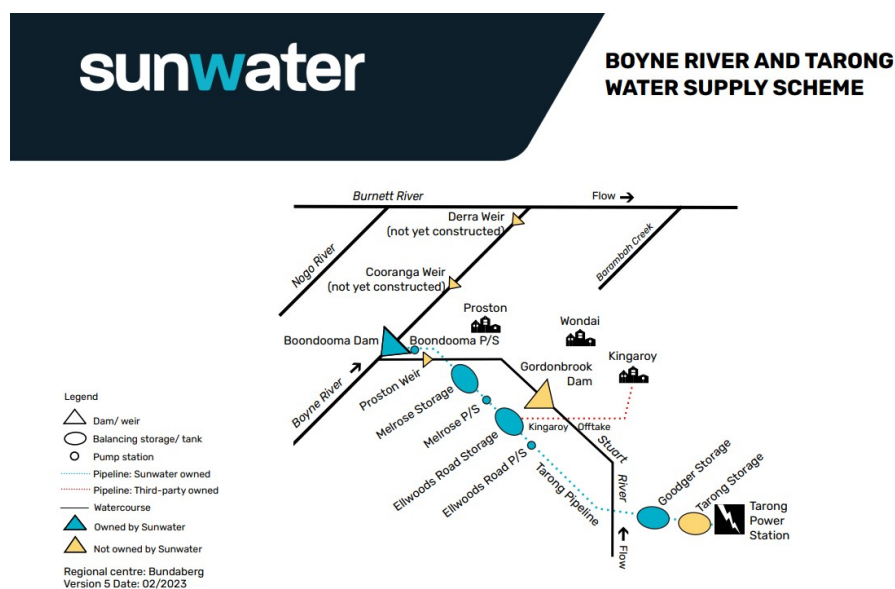 sunwater
BOYNE RIVER AND TARONG
WATER SUPPLY SCHEME
Burnett River
Flow
Derra Weir
(not yet constructed)
Nogo River
Barambah Creek
Cooranga Weir
(not yet constructed)
Proston
Wondai
Boondooma Dam
Boondooma P/S
Kingaroy
Gordonbrook
Dam
Boyne River
Proston Weir
Melrose Storage
Melrose P/S
Kingaroy Offtake
Ellwoods Road Storage
Ellwoods Road P/S
Stuart
River
Tarong Pipeline
Goodger Storage
Tarong Storage
Tarong
Power
Station
Flow
Legend
Dam/ weir
Balancing storage/ tank
Pump station
Pipeline: Sunwater owned
Pipeline: Third-party owned
Watercourse
Owned by Sunwater
Not owned by Sunwater
Regional centre: Bundaberg
Version 5 Date: 02/2023